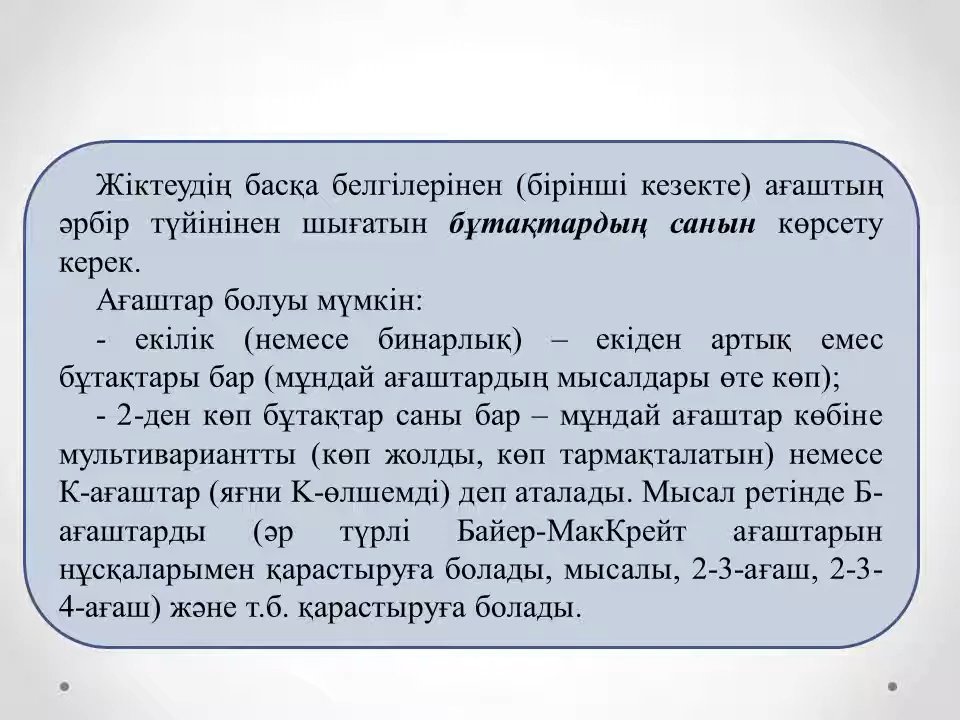 Жіктеудің басқа белгілерінен (бірінші кезекте) ағаштың
әрбір түйінінен шығатын бұтақтардың санын көрсету
керек.
Ағаштар болуы мүмкін:
- екілік (немесе бинарлық) – екіден артық емес
бұтақтары бар (мұндай ағаштардың мысалдары өте көп);
- 2-ден көп бұтақтар саны бар – мұндай ағаштар көбіне
мультивариантты (көп жолды, көп тармақталатын) немесе
К-ағаштар (яғни K-өлшемді) деп аталады. Мысал ретінде Б-
ағаштарды (әр түрлі Байер-МакКрейт ағаштарын
нұсқаларымен қарастыруға болады, мысалы, 2-3-ағаш, 2-3-
4-ағаш) және т.б. қарастыруға болады.